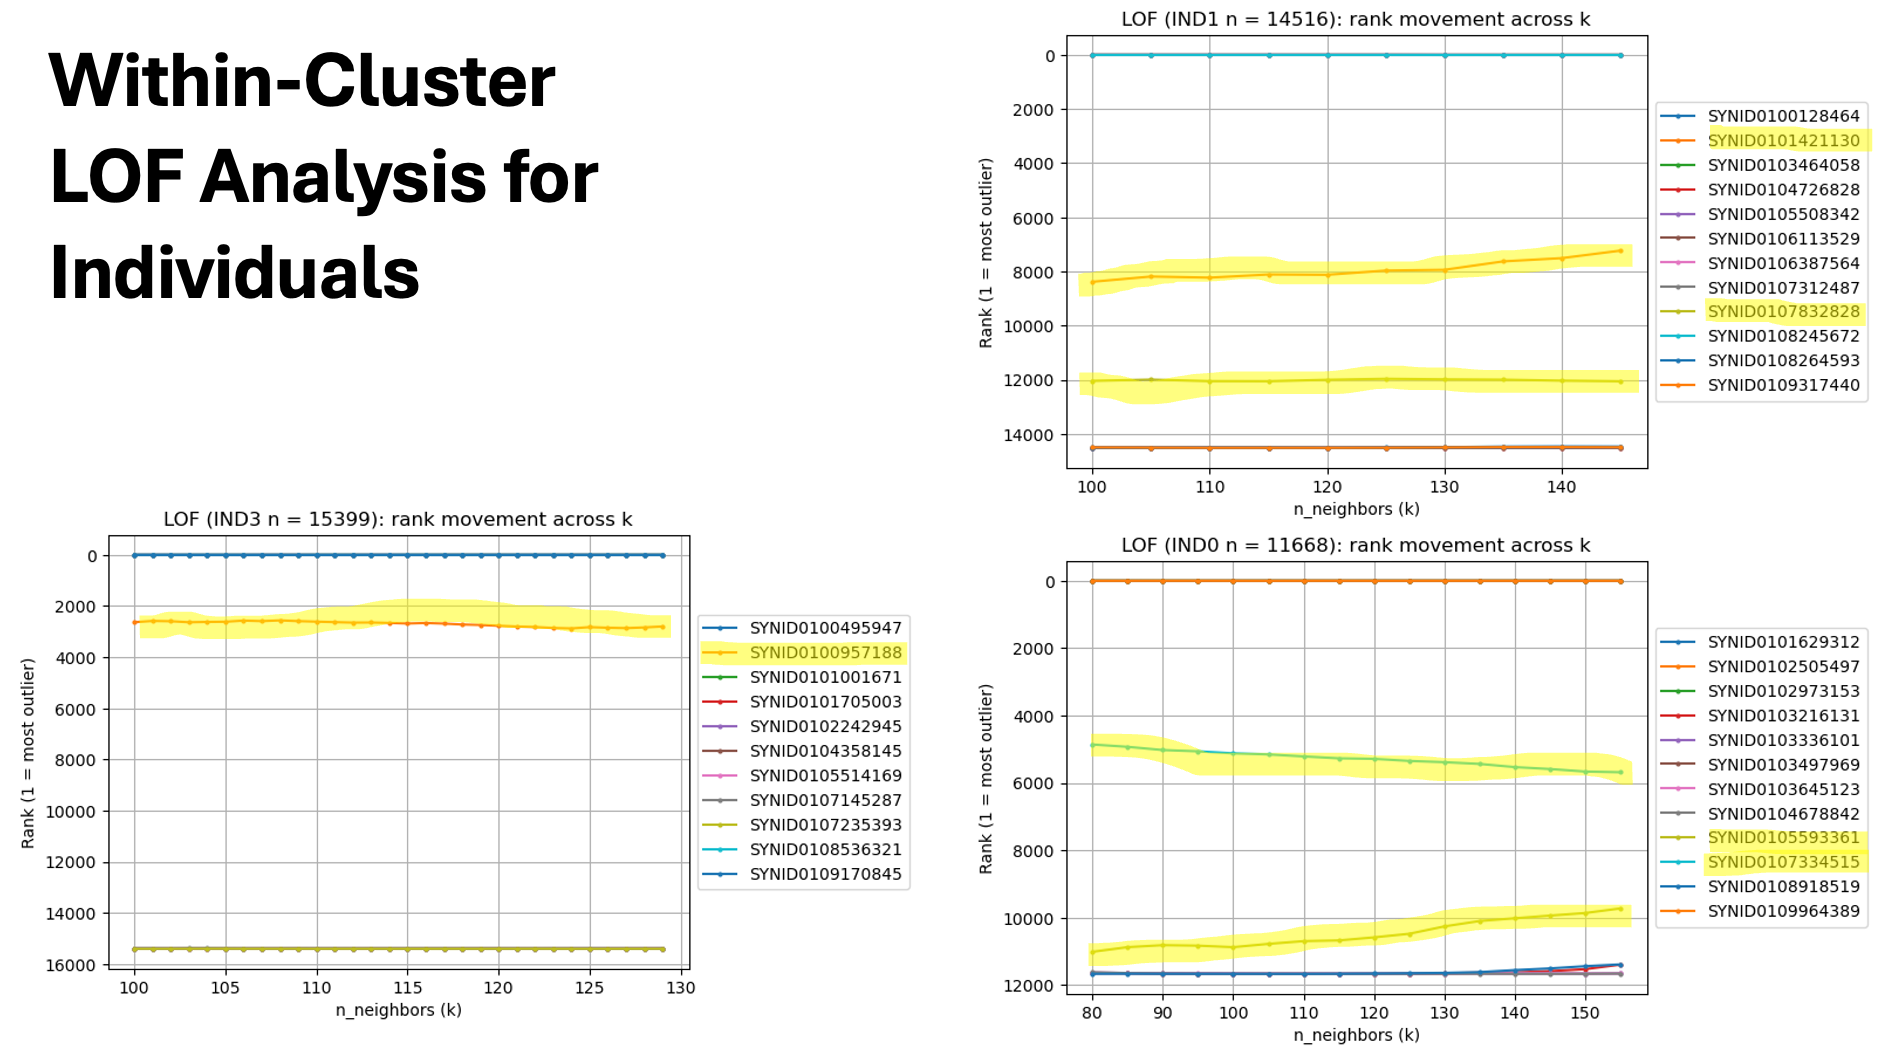 Within-Cluster
LOF Analysis for
Individuals
LOF (IND1 n = 14516): rank movement across k
Rank (1 = most outlier)
0
2000
4000
6000
8000
10000
12000
14000
100
110
120
130
140
n_neighbors (k)
SYNID0100128464
SYNID0101421130
SYNID0103464058
SYNID0104726828
SYNID0105508342
SYNID0106113529
SYNID0106387564
SYNID0107312487
SYNID0107832828
SYNID0108245672
SYNID0108264593
SYNID0109317440
LOF (IND3 n = 15399): rank movement across k
Rank (1 = most outlier)
0
2000
4000
6000
8000
10000
12000
14000
16000
100
105
110
115
120
125
130
n_neighbors (k)
SYNID0100495947
SYNID0100957188
SYNID0101001671
SYNID0101705003
SYNID0102242945
SYNID0104358145
SYNID0105514169
SYNID0107145287
SYNID0107235393
SYNID0108536321
SYNID0109170845
LOF (IND0 n = 11668): rank movement across k
Rank (1 = most outlier)
0
2000
4000
6000
8000
10000
12000
80
90
100
110
120
130
140
150
n_neighbors (k)
SYNID0101629312
SYNID0102505497
SYNID0102973153
SYNID0103216131
SYNID0103336101
SYNID0103497969
SYNID0103645123
SYNID0104678842
SYNID0105593361
SYNID0107334515
SYNID0108918519
SYNID0109964389